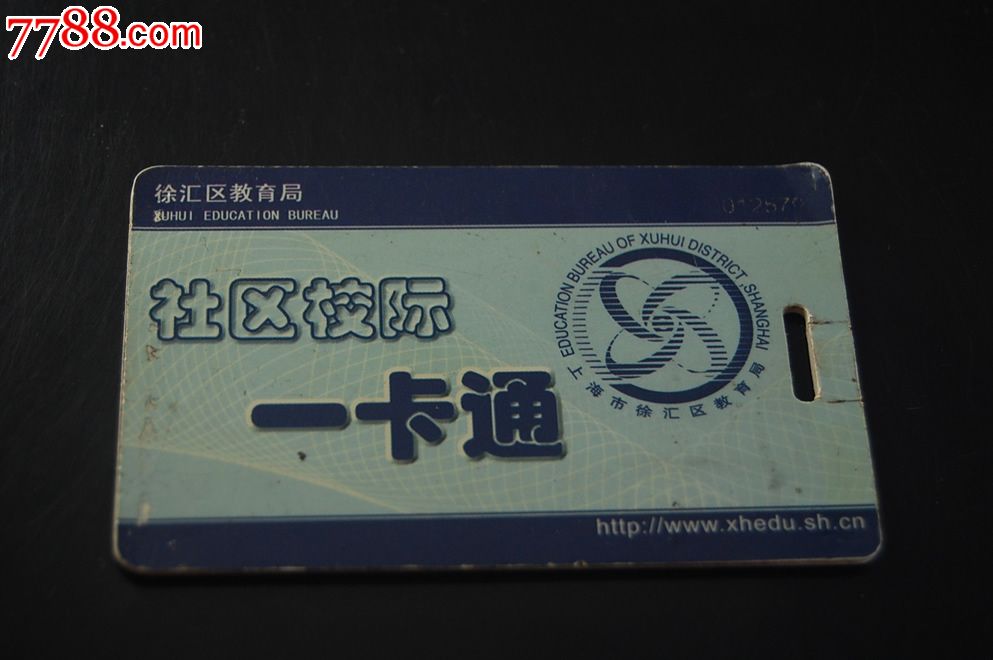 7788.com
徐汇区教育局
XUHUI EDUCATION BUREAU
社区校际
一卡通
EDUCATION BUREAU OF XUHUI DISTRICT,SHANGHAI
上海市徐汇区教育局
http://www.xhedu.sh.cn